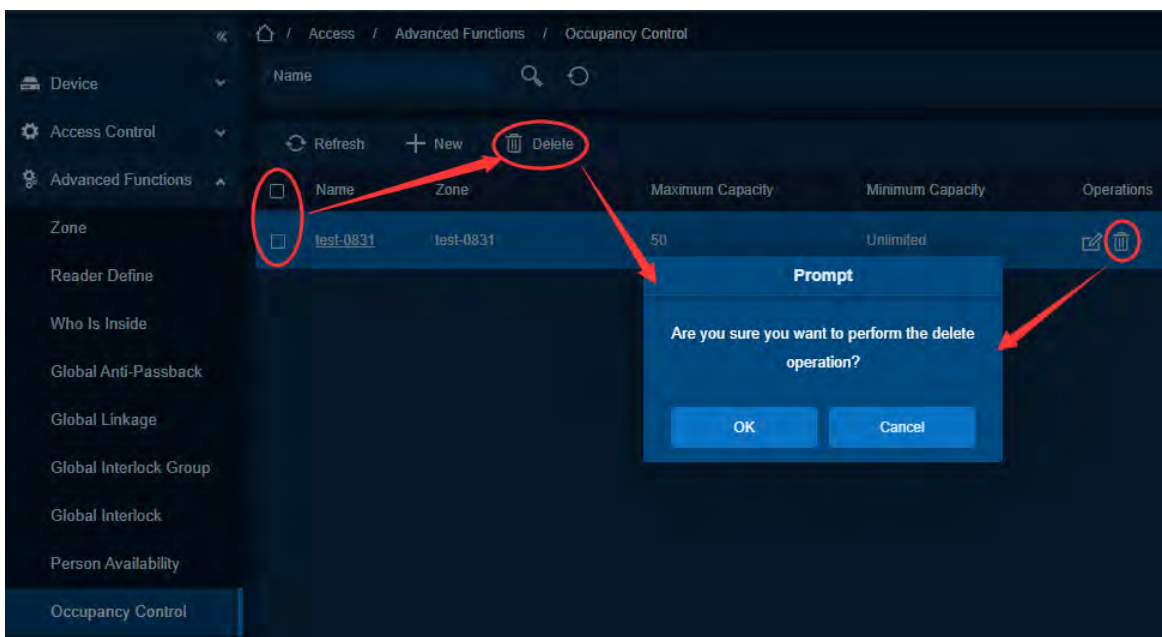 / Access / Advanced Functions / Occupancy Control
Device
Access Control
Advanced Functions
Zone
Reader Define
Who Is Inside
Global Anti-Passback
Global Linkage
Global Interlock Group
Global Interlock
Person Availability
Occupancy Control
Name
Refresh New Delete
Name Zone Maximum Capacity Minimum Capacity Operations
test-0831 test-0831 50 Unlimited
Prompt
Are you sure you want to perform the delete
operation?
OK Cancel